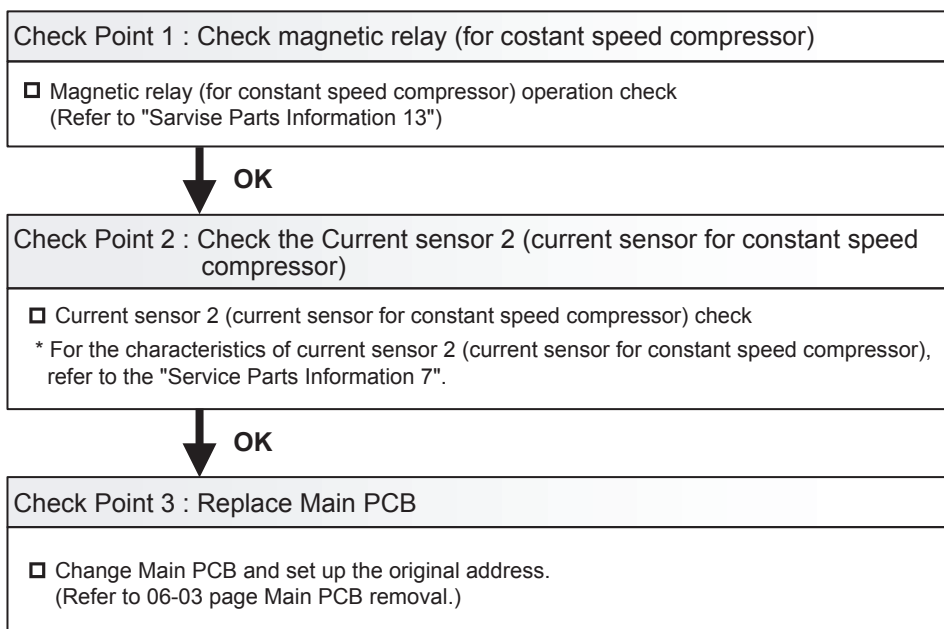 Check Point 1 : Check magnetic relay (for costant speed compressor)
Magnetic relay (for constant speed compressor) operation check
(Refer to "Sarvise Parts Information 13")
OK
Check Point 2 : Check the Current sensor 2 (current sensor for constant speed
compressor)
Current sensor 2 (current sensor for constant speed compressor) check
* For the characteristics of current sensor 2 (current sensor for constant speed compressor),
refer to the "Service Parts Information 7".
OK
Check Point 3 : Replace Main PCB
Change Main PCB and set up the original address.
(Refer to 06-03 page Main PCB removal.)